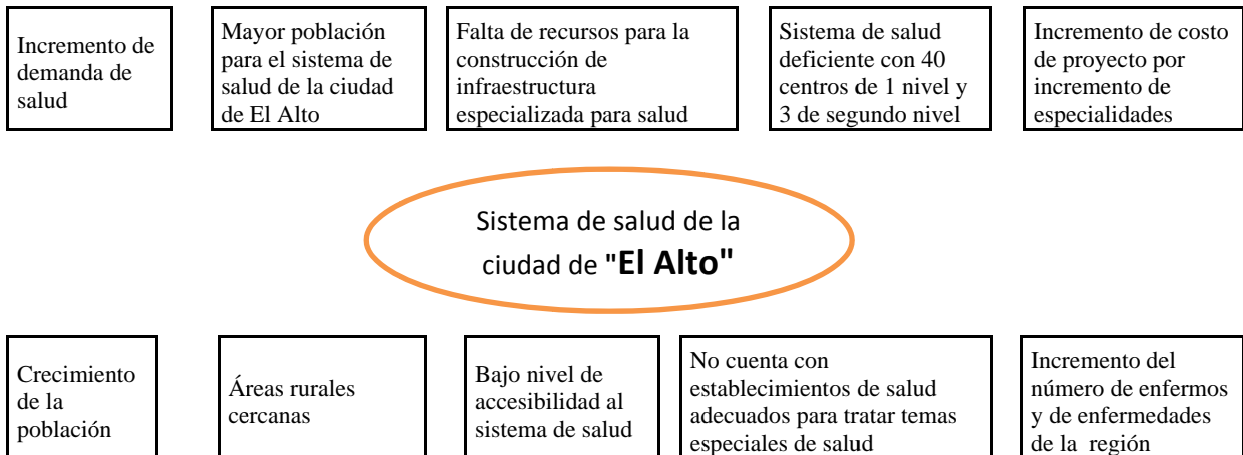 Incremento de
demanda de
salud
Mayor población
para el sistema de
salud de la ciudad
de El Alto
Falta de recursos para la
construcción de
infraestructura
especializada para salud
Sistema de salud
deficiente con 40
centros de 1 nivel y
3 de segundo nivel
Incremento de costo
de proyecto por
incremento de
especialidades
Sistema de salud de la
ciudad de "El Alto"
Crecimiento
de la
población
Áreas rurales
cercanas
Bajo nivel de
accesibilidad al
sistema de salud
No cuenta con
establecimientos de salud
adecuados para tratar temas
especiales de salud
Incremento del
número de enfermos
y de enfermedades
de la región